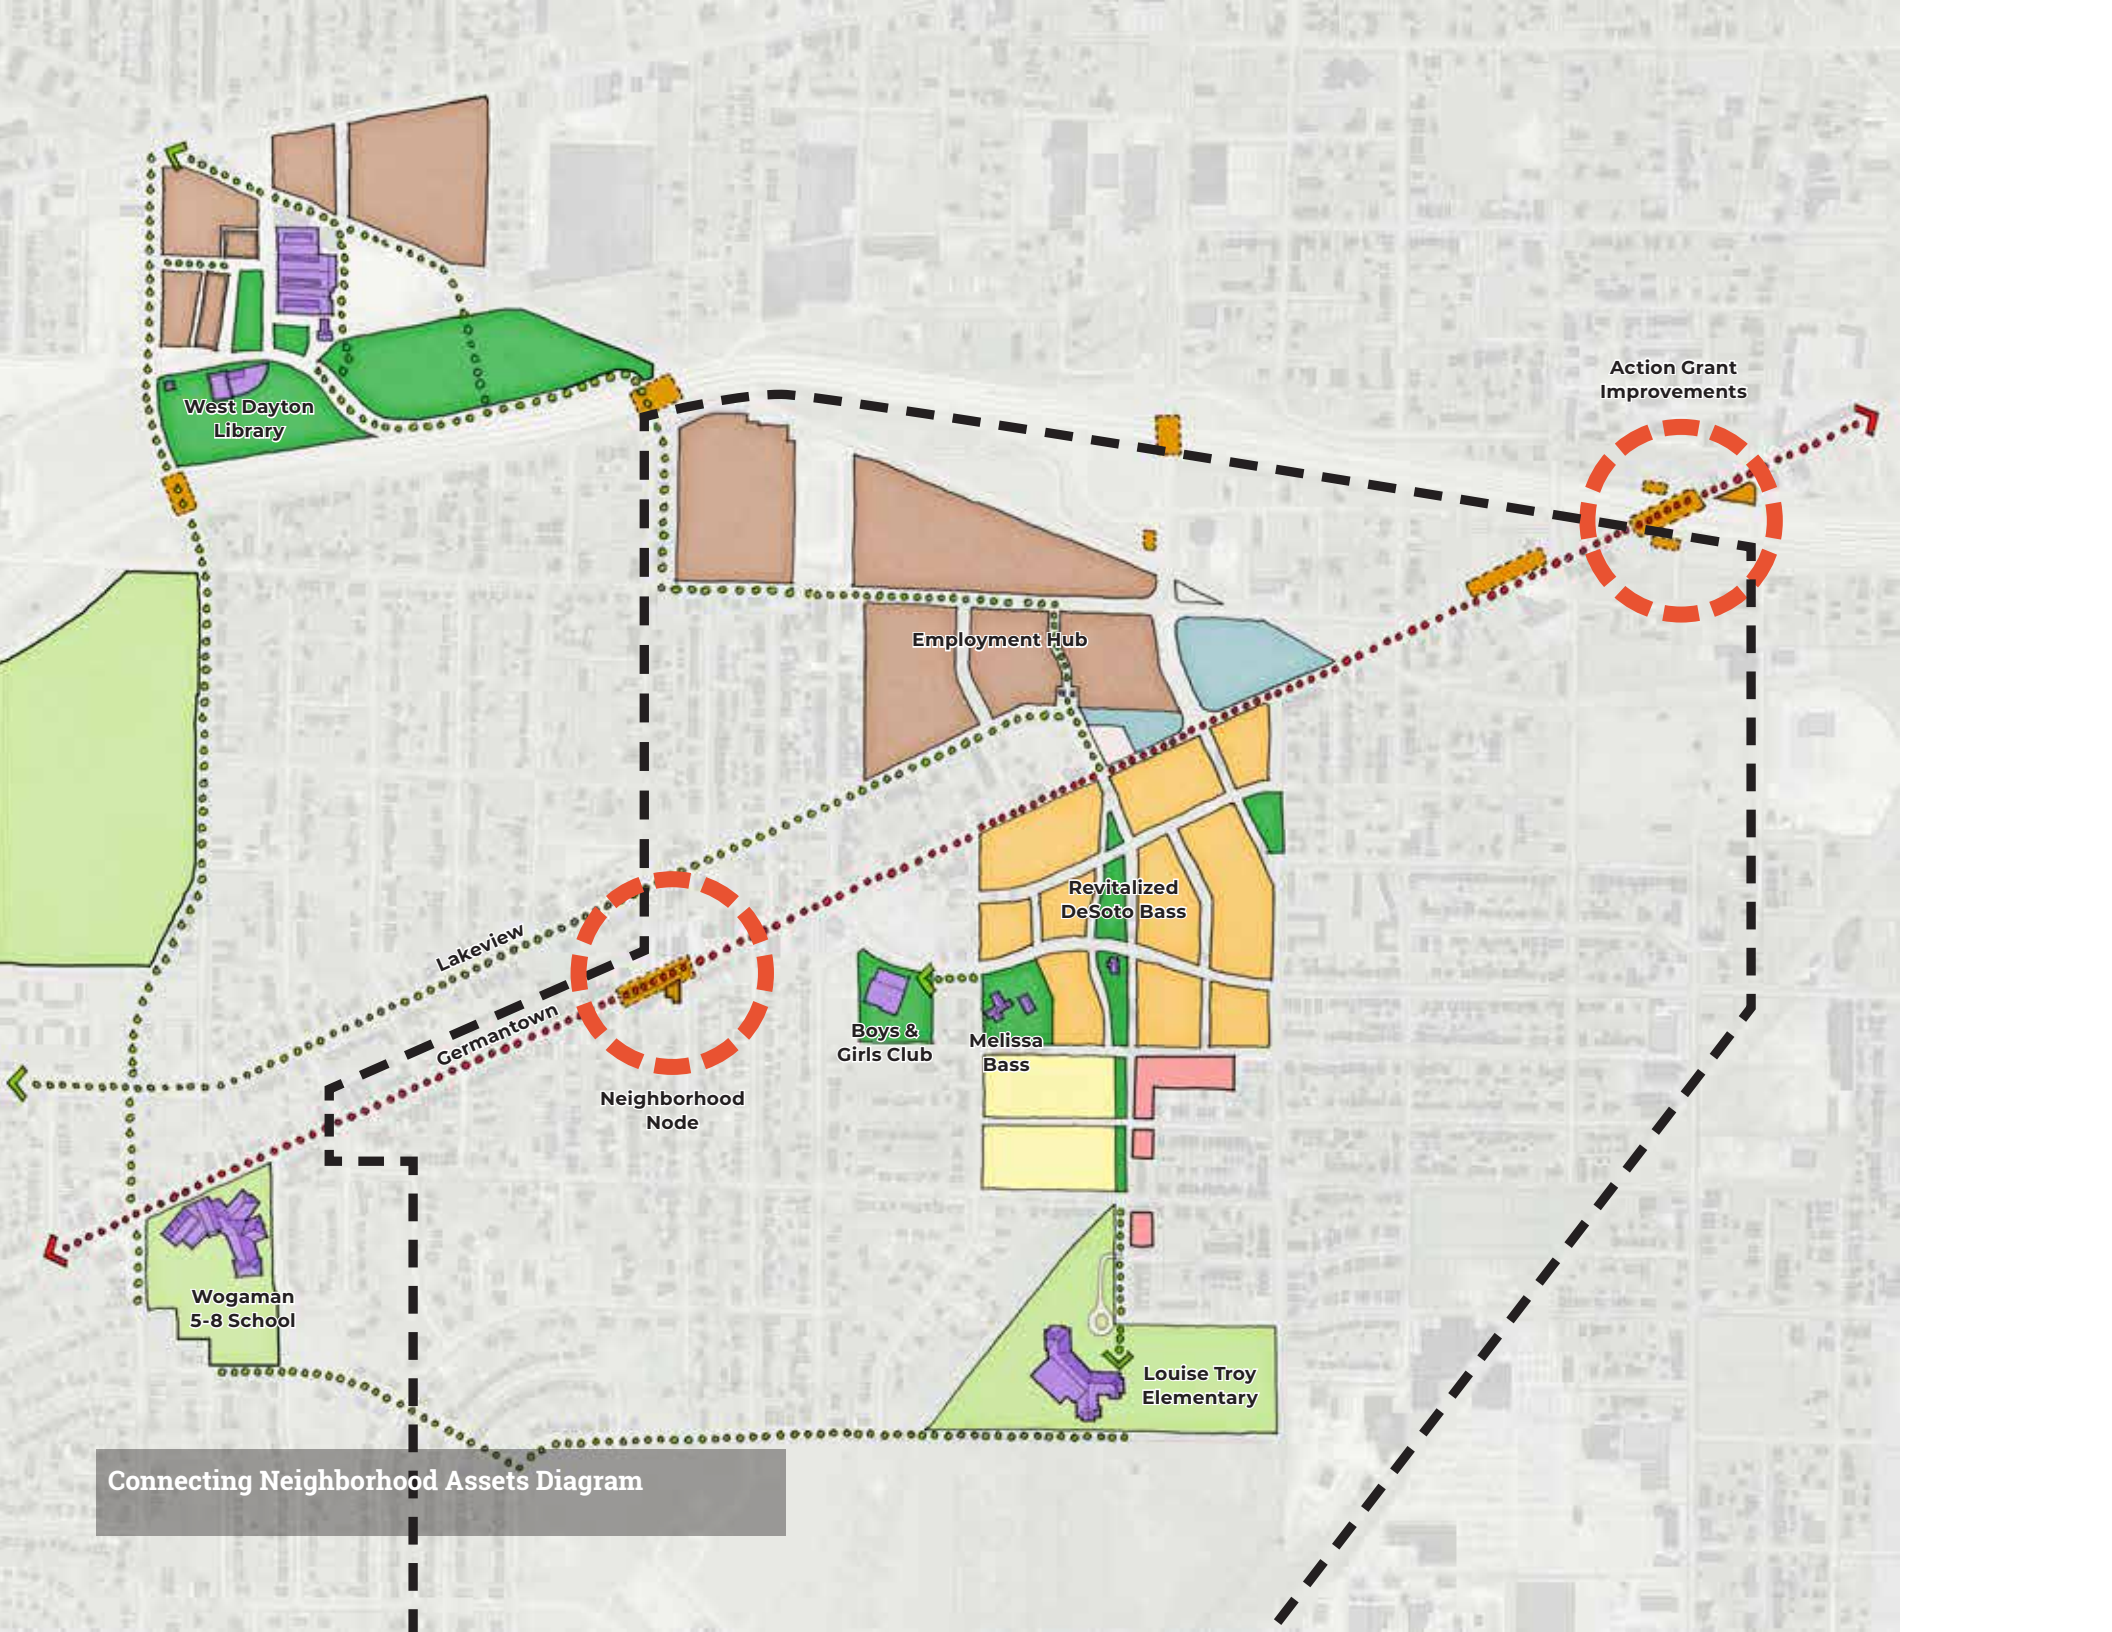 Action Grant
Improvements
West Dayton
Library
Employment Hub
Revitalized
DeSoto Bass
Lakeview
Germantown
Boys &
Girls Club
Melissa
Bass
Neighborhood
Node
Wogaman
5-8 School
Louise Troy
Elementary
Connecting Neighborhood Assets Diagram